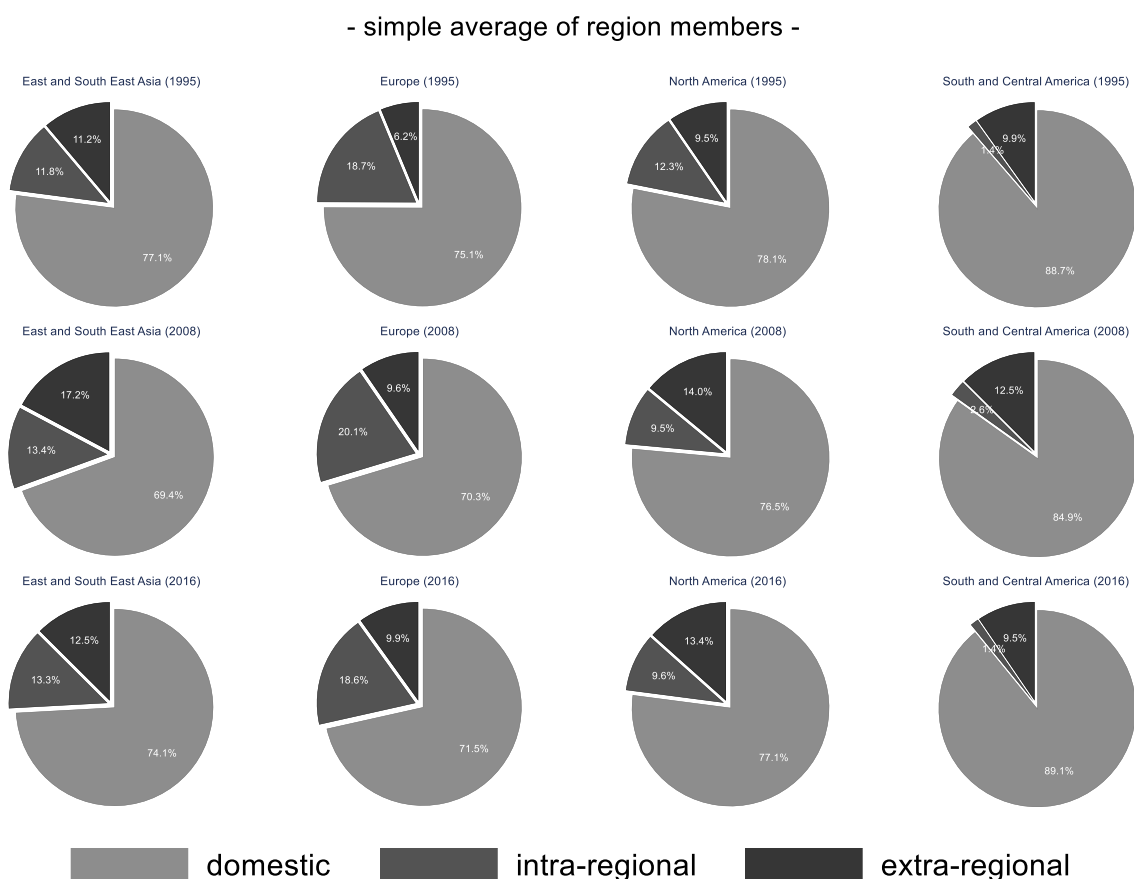 - simple average of region members -
East and South East Asia (1995)
Europe (1995)
North America (1995)
South and Central America (1995)
11.2%
11.8%
77.1%
6.2%
18.7%
75.1%
9.5%
12.3%
78.1%
9.9%
1.4%
88.7%
East and South East Asia (2008)
Europe (2008)
North America (2008)
South and Central America (2008)
17.2%
13.4%
69.4%
9.6%
20.1%
70.3%
14.0%
9.5%
76.5%
12.5%
2.6%
84.9%
East and South East Asia (2016)
Europe (2016)
North America (2016)
South and Central America (2016)
12.5%
13.3%
74.1%
9.9%
18.6%
71.5%
13.4%
9.6%
77.1%
9.5%
1.4%
89.1%
domestic
intra-regional
extra-regional